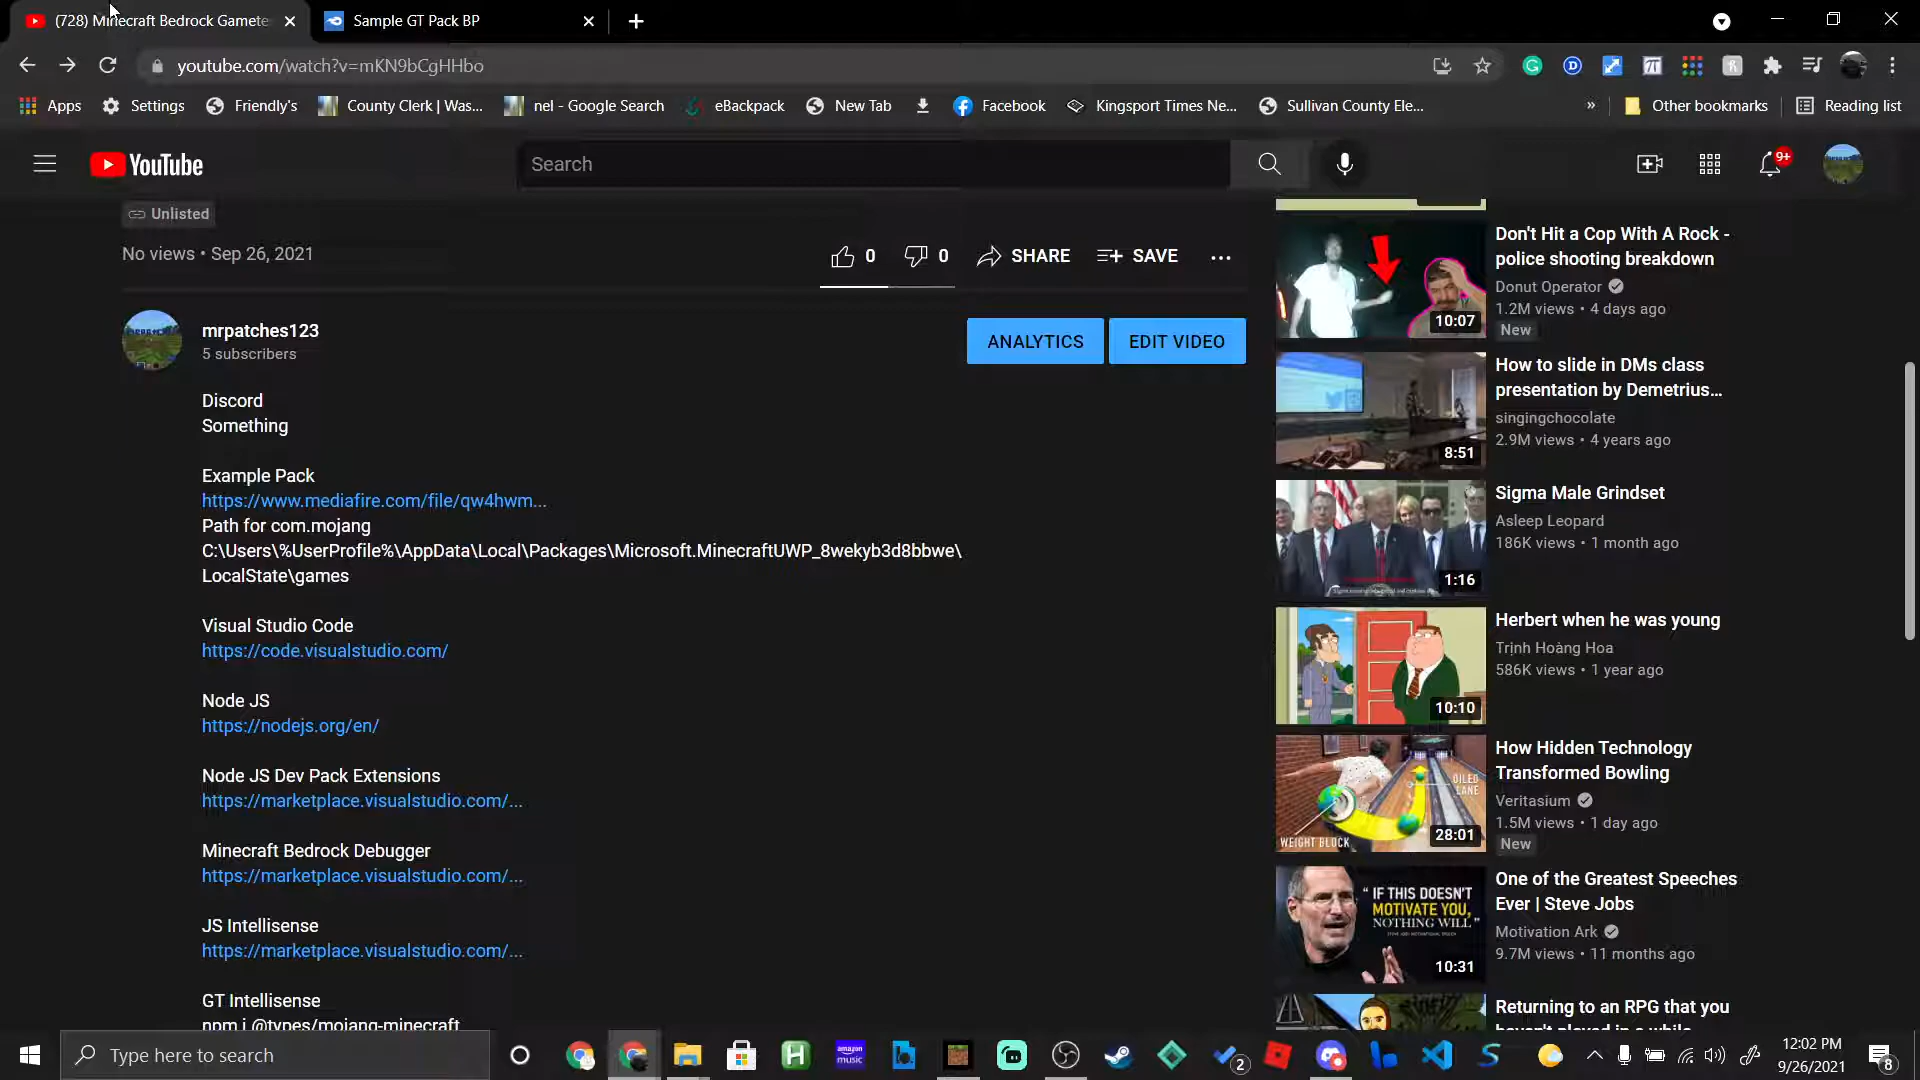 (728) Minecraft Bedrock Gamete
Sample GT Pack BP
youtube.com/watch?v=mKN9bCgHHbo
Apps
Settings
Friendly's
County Clerk | Was...
nel - Google Search
eBackpack
New Tab
Facebook
Kingsport Times Ne...
Sullivan County Ele...
»
Other bookmarks
Reading list
YouTube
Search
9+
Unlisted
No views • Sep 26, 2021
0
0
SHARE
SAVE
...
mrpatches123
5 subscribers
ANALYTICS
EDIT VIDEO
Discord
Something
Example Pack
https://www.mediafire.com/file/qw4hwm...
Path for com.mojang
C:\Users\%UserProfile%\AppData\Local\Packages\Microsoft.MinecraftUWP_8wekyb3d8bbwe\
LocalState\games
Visual Studio Code
https://code.visualstudio.com/
Node JS
https://nodejs.org/en/
Node JS Dev Pack Extensions
https://marketplace.visualstudio.com/...
Minecraft Bedrock Debugger
https://marketplace.visualstudio.com/...
JS Intellisense
https://marketplace.visualstudio.com/...
GT Intellisense
npm i @types/mojang-minecraft
Don't Hit a Cop With A Rock -
police shooting breakdown
Donut Operator
1.2M views • 4 days ago
New
10:07
How to slide in DMs class
presentation by Demetrius...
singingchocolate
2.9M views • 4 years ago
8:51
Sigma Male Grindset
Asleep Leopard
186K views • 1 month ago
1:16
Herbert when he was young
Trịnh Hoàng Hoa
586K views • 1 year ago
10:10
How Hidden Technology
Transformed Bowling
Veritasium
1.5M views • 1 day ago
New
OILED
LANE
WEIGHT BLOCK
28:01
One of the Greatest Speeches
Ever | Steve Jobs
Motivation Ark
9.7M views • 11 months ago
"IF THIS DOESN'T
MOTIVATE YOU,
NOTHING WILL"
10:31
Returning to an RPG that you
haven't played in a while
Type here to search
amazon
music
2
12:02 PM
9/26/2021
8